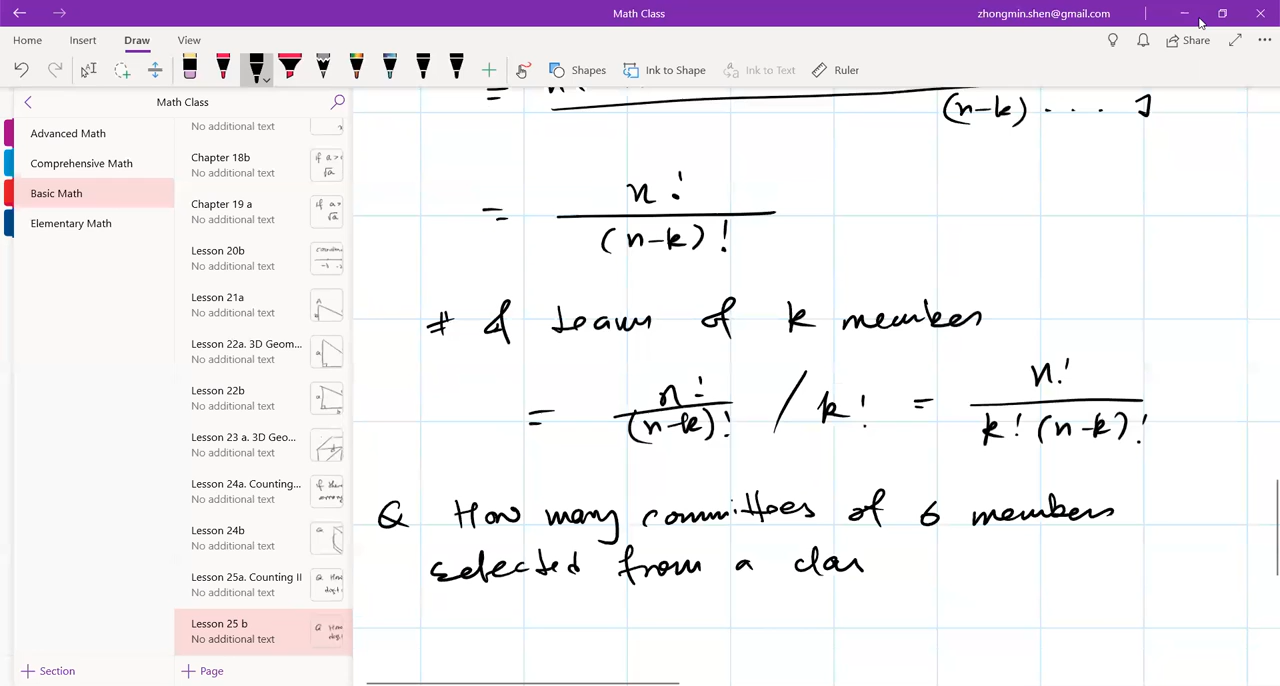 Math Class
zhongmin.shen@gmail.com
Home Insert Draw View
Share
Shapes Ink to Shape Ink to Text Ruler
Math Class
Advanced Math
Comprehensive Math
Basic Math
Elementary Math
No additional text
Chapter 18b
No additional text
Chapter 19 a
No additional text
Lesson 20b
No additional text
Lesson 21a
No additional text
Lesson 22a. 3D Geom...
No additional text
Lesson 22b
No additional text
Lesson 23 a. 3D Geo...
No additional text
Lesson 24a. Counting...
No additional text
Lesson 24b
No additional text
Lesson 25a. Counting II
No additional text
Lesson 25 b
No additional text
Section
Page
(n-k) . . . .
= n! / (n-k)!
# of teams of k member
= n!/(n-k)! / k! = n! / k! (n-k)!
Q How many committees of 6 members
selected from a clas